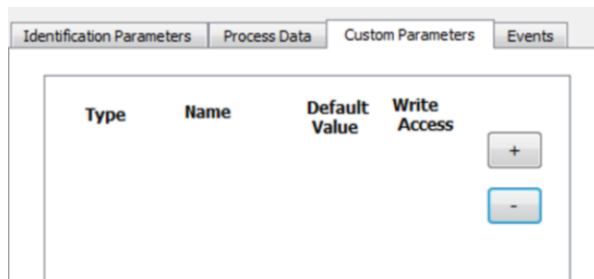 Identification Parameters Process Data Custom Parameters Events
Type Name Default Write
Value Access
+
-